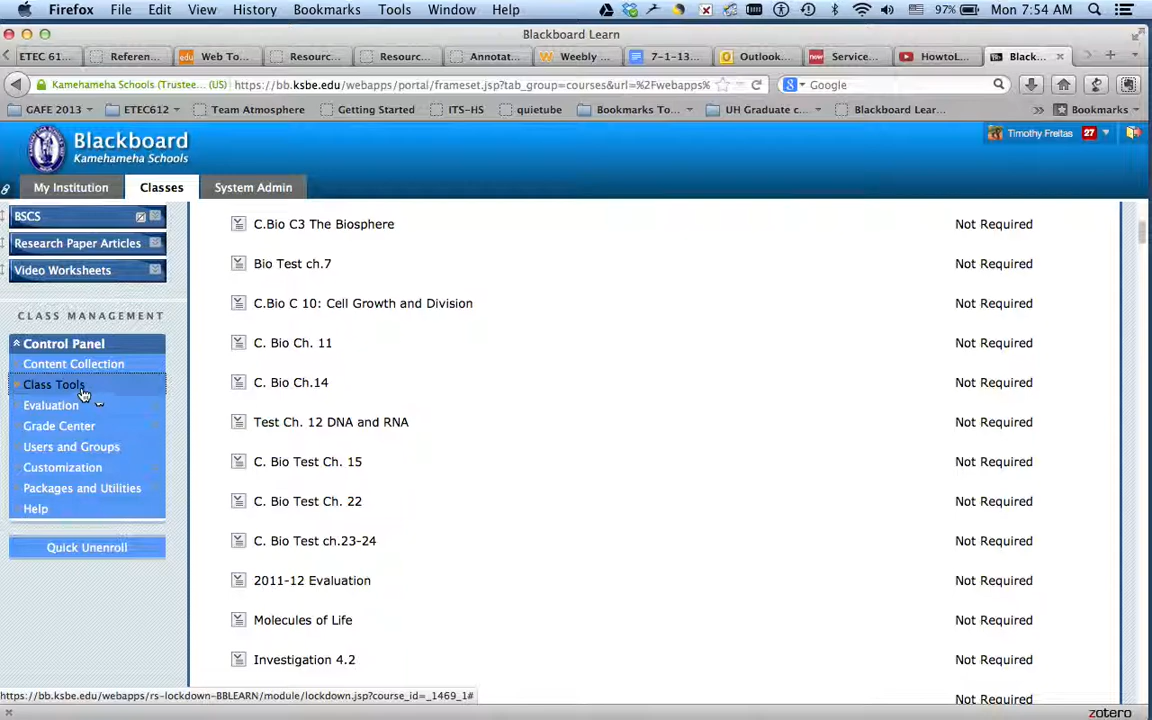 Firefox File Edit View History Bookmarks Tools Window Help 97% Mon 7:54 AM
Blackboard Learn
ETEC 61... Referen... Web To... Resourc... Resourc... Annotat... Weekly ... 7-1-13... Outlook... Service... HowtoL... Black...
Kamehameha Schools (Trustee... (US) https://bb.ksbe.edu/webapps/portal/frameset.jsp?tab_group=courses&url=%2Fwebapps% Google
GAFE 2013 ETEC612 Team Atmosphere Getting Started ITS-HS quietube Bookmarks To... UH Graduate c... Blackboard Lear... Bookmarks
Blackboard
Kamehameha Schools
Timothy Freitas 27
My Institution Classes System Admin
BSCS
Research Paper Articles
Video Worksheets
CLASS MANAGEMENT
Control Panel
Content Collection
Class Tools
Evaluation
Grade Center
Users and Groups
Customization
Packages and Utilities
Help
Quick Unenroll
C.Bio C3 The Biosphere Not Required
Bio Test ch.7 Not Required
C.Bio C 10: Cell Growth and Division Not Required
C. Bio Ch. 11 Not Required
C. Bio Ch.14 Not Required
Test Ch. 12 DNA and RNA Not Required
C. Bio Test Ch. 15 Not Required
C. Bio Test Ch. 22 Not Required
C. Bio Test ch.23-24 Not Required
2011-12 Evaluation Not Required
Molecules of Life Not Required
Investigation 4.2 Not Required
Not Required
https://bb.ksbe.edu/webapps/rs-lockdown-BBLEARN/module/lockdown.jsp?course_id=_1469_1#
zotero